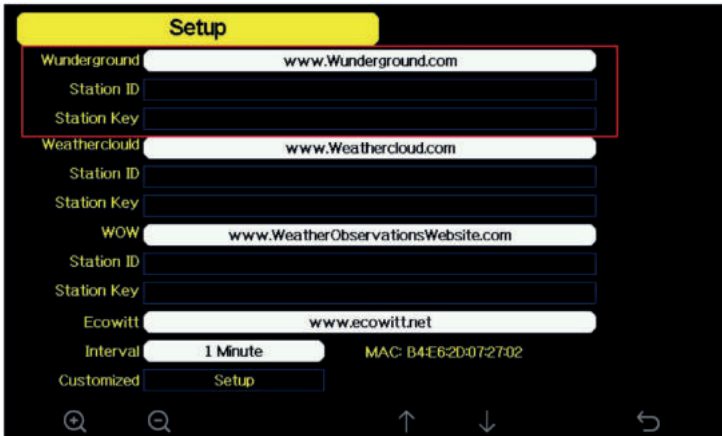 Setup
Wunderground www.Wunderground.com
Station ID
Station Key
Weatherclould www.Weathercloud.com
Station ID
Station Key
WOW www.WeatherObservationsWebsite.com
Station ID
Station Key
Ecowitt www.ecowitt.net
Interval 1 Minute MAC: B4:E6:2D:07:27:02
Customized Setup